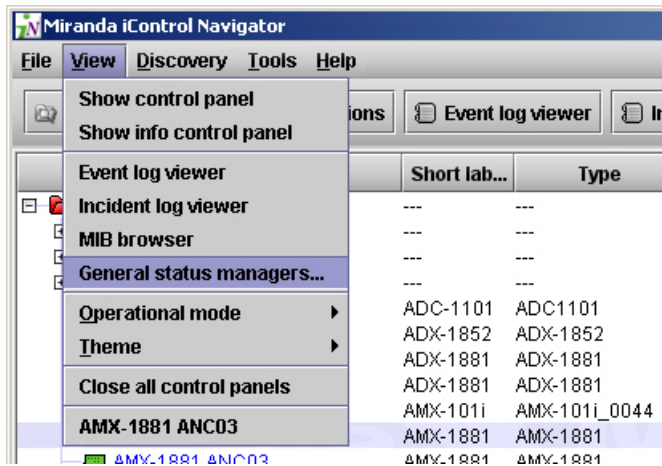 Miranda iControl Navigator
File View Discovery Tools Help
Show control panel
Show info control panel
ions
Event log viewer
Event log viewer
Incident log viewer
MIB browser
General status managers...
Operational mode
Theme
Close all control panels
AMX-1881 ANC03
Short lab... Type
--- ---
--- ---
--- ---
--- ---
ADC-1101 ADC1101
ADX-1852 ADX-1852
ADX-1881 ADX-1881
ADX-1881 ADX-1881
AMX-101i AMX-101i_0044
AMX-1881 AMX-1881
AMX-1881 ANC03 AMX-1881 AMX-1881